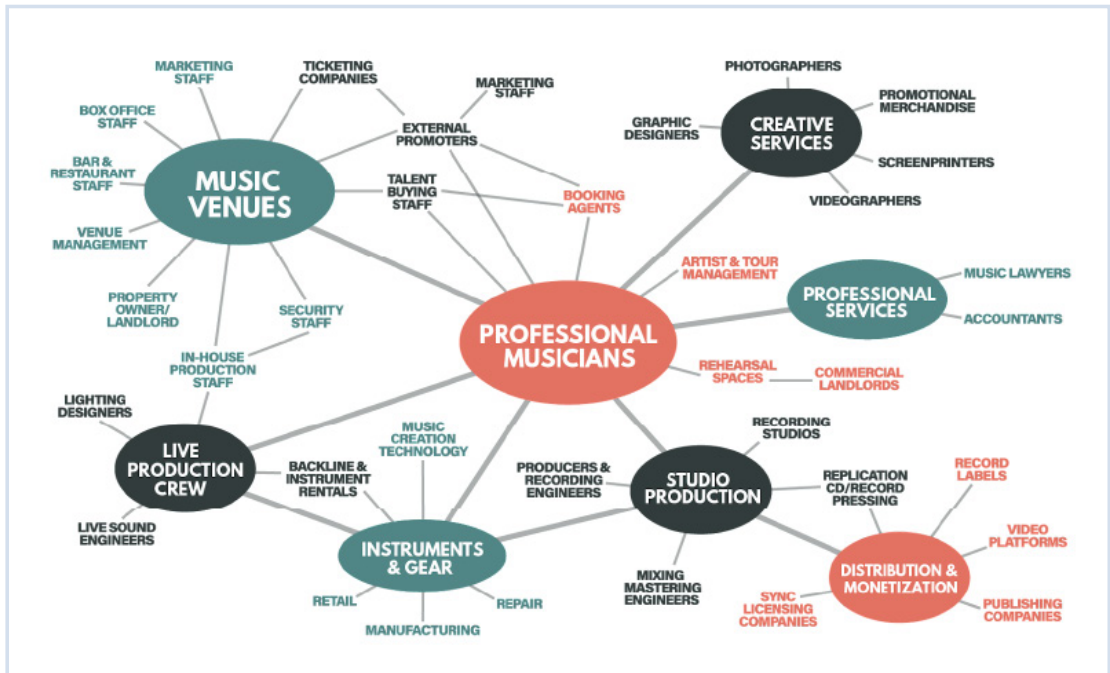 MARKETING
STAFF
TICKETING
COMPANIES
MARKETING
STAFF
BOX OFFICE
STAFF
EXTERNAL
PROMOTERS
BAR &
RESTAURANT
STAFF
MUSIC
VENUES
TALENT
BUYING
STAFF
BOOKING
AGENTS
VENUE
MANAGEMENT
PROPERTY
OWNER/
LANDLORD
SECURITY
STAFF
IN-HOUSE
PRODUCTION
STAFF
PHOTOGRAPHERS
PROMOTIONAL
MERCHANDISE
GRAPHIC
DESIGNERS
CREATIVE
SERVICES
SCREENPRINTERS
VIDEOGRAPHERS
ARTIST & TOUR
MANAGEMENT
PROFESSIONAL
SERVICES
MUSIC LAWYERS
ACCOUNTANTS
PROFESSIONAL
MUSICIANS
REHEARSAL
SPACES
COMMERCIAL
LANDLORDS
LIGHTING
DESIGNERS
LIVE
PRODUCTION
CREW
LIVE SOUND
ENGINEERS
BACKLINE &
INSTRUMENT
RENTALS
MUSIC
CREATION
TECHNOLOGY
INSTRUMENTS
& GEAR
RETAIL
MANUFACTURING
REPAIR
PRODUCERS &
RECORDING
ENGINEERS
STUDIO
PRODUCTION
RECORDING
STUDIOS
REPLICATION
CD/RECORD
PRESSING
MIXING
MASTERING
ENGINEERS
RECORD
LABELS
VIDEO
PLATFORMS
DISTRIBUTION &
MONETIZATION
SYNC
LICENSING
COMPANIES
PUBLISHING
COMPANIES